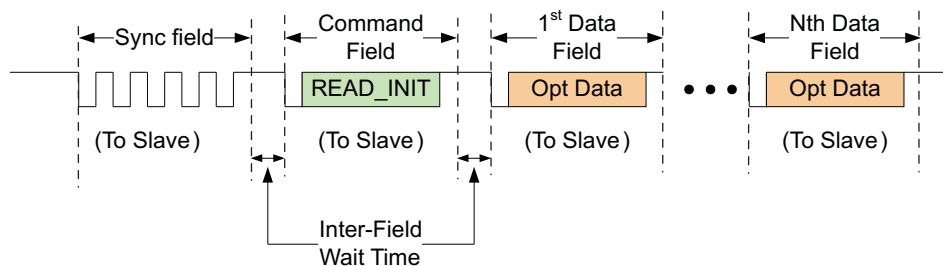 Sync field
Command
Field
1st Data
Field
Nth Data
Field
READ_INIT
Opt Data
Opt Data
(To Slave)
(To Slave)
(To Slave)
(To Slave)
Inter-Field
Wait Time